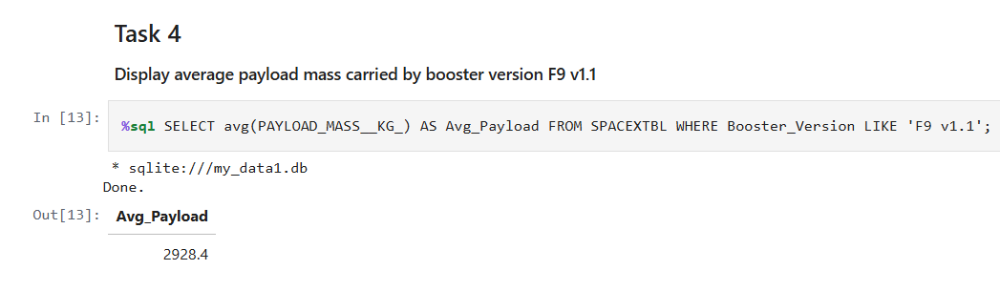 Task 4
Display average payload mass carried by booster version F9 v1.1
In [13]: %sql SELECT avg(PAYLOAD_MASS__KG_) AS Avg_Payload FROM SPACEXTBL WHERE Booster_Version LIKE 'F9 v1.1';
* sqlite:///my_data1.db
Done.
Out[13]: Avg_Payload
2928.4